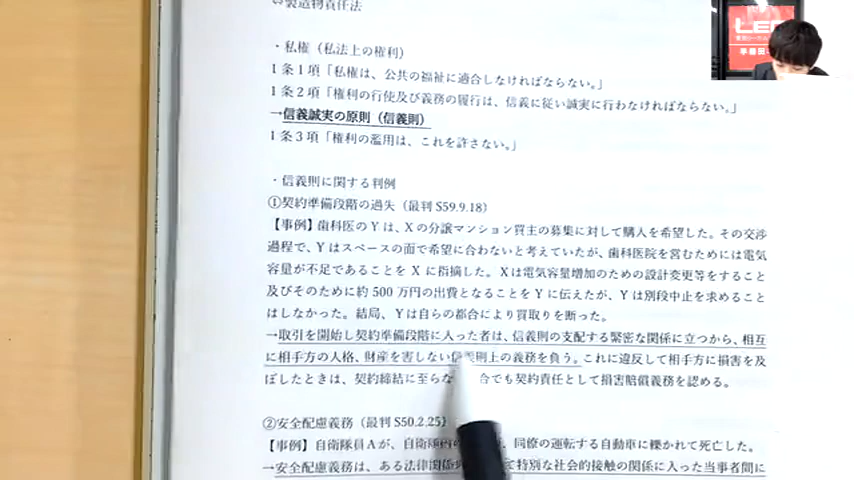 ⇔製造物責任法
・私権（私法上の権利）
1条1項「私権は、公共の福祉に適合しなければならない。」
1条2項「権利の行使及び義務の履行は、信義に従い誠実に行わなければならない。」
→信義誠実の原則（信義則）
1条3項「権利の濫用は、これを許さない。」
・信義則に関する判例
①契約準備段階の過失（最判 S59.9.18）
【事例】歯科医のYは、Xの分譲マンション買主の募集に対して購入を希望した。その交渉
過程で、Yはスペースの面で希望に合わないと考えていたが、歯科医院を営むためには電気
容量が不足であることをXに指摘した。Xは電気容量増加のための設計変更等をすること
及びそのために約500万円の出費となることをYに伝えたが、Yは別段中止を求めること
はしなかった。結局、Yは自らの都合により買取りを断った。
→取引を開始し契約準備段階に入った者は、信義則の支配する緊密な関係に立つから、相互
に相手方の人格、財産を害しない信義則上の義務を負う。これに違反して相手方に損害を及
ぼしたときは、契約締結に至らな 合でも契約責任として損害賠償義務を認める。
②安全配慮義務（最判 S50.2.25）
【事例】自衛隊員Aが、自衛隊 同僚の運転する自動車に轢かれて死亡した。
→安全配慮義務は、ある法律関係 て特別な社会的接触の関係に入った当事者間に
LEC
早稲田